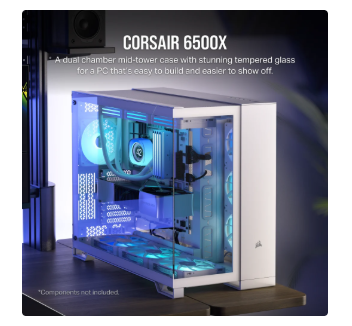 CORSAIR 6500X
A dual chamber mid-tower case with stunning tempered glass
for a PC that's easy to build and easier to show off.
*Components not included.